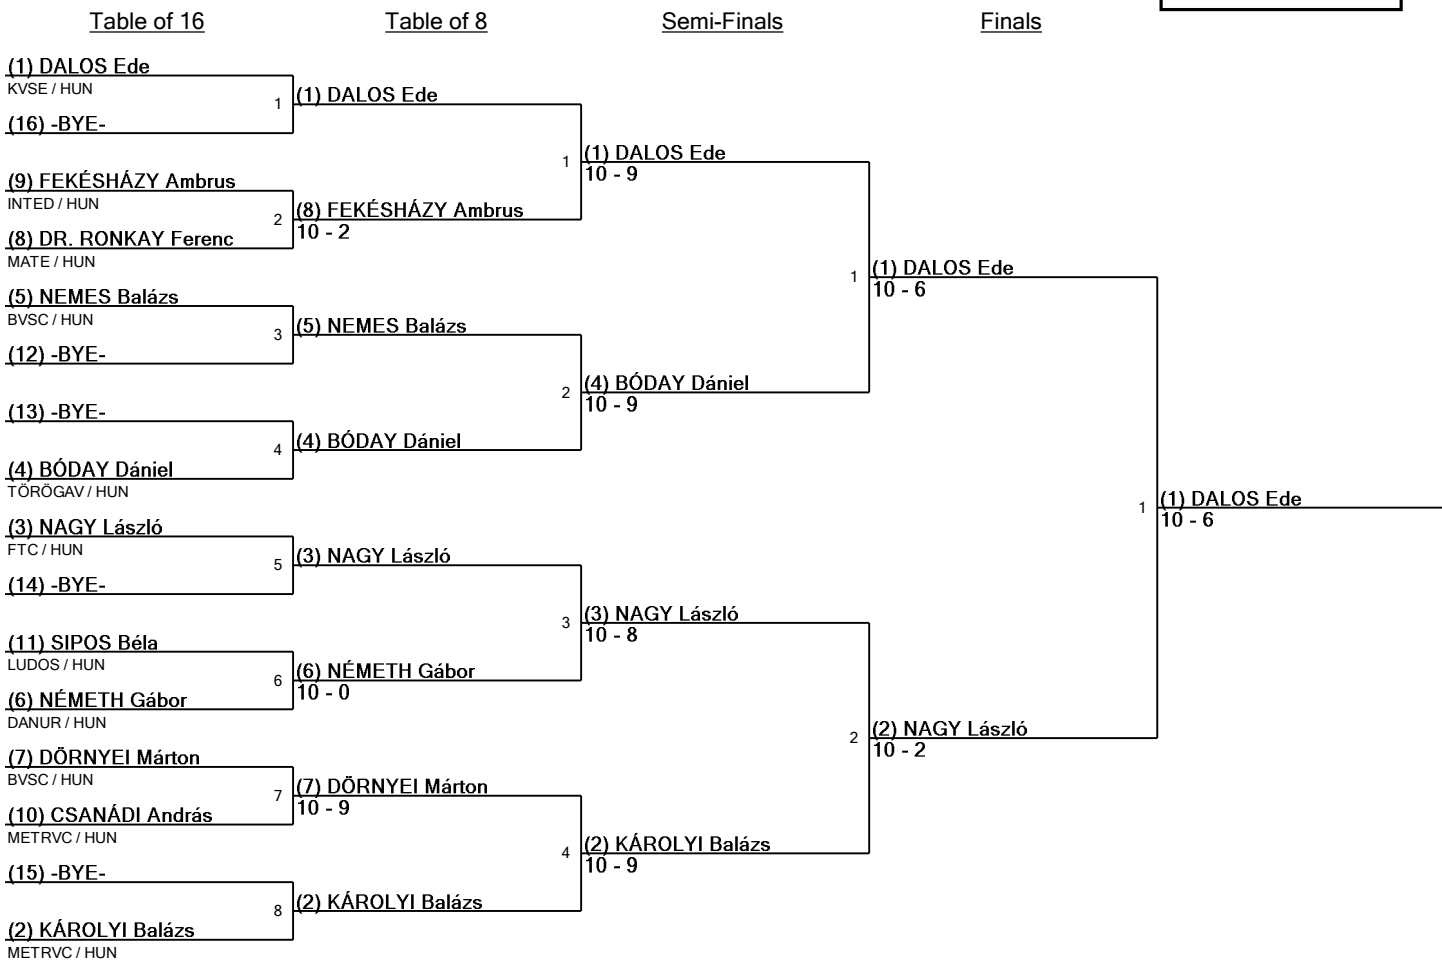 Table of 16
Table of 8
Semi-Finals
Finals
(1) DALOS Ede
KVSE / HUN
(16) -BYE-
(9) FEKÉSHÁZY Ambrus
INTED / HUN
(8) DR. RONKAY Ferenc
MATE / HUN
(5) NEMES Balázs
BVSC / HUN
(12) -BYE-
(13) -BYE-
(4) BÓDAY Dániel
TÖRÖGAV / HUN
(3) NAGY László
FTC / HUN
(14) -BYE-
(11) SIPOS Béla
LUDOS / HUN
(6) NÉMETH Gábor
DANUR / HUN
(7) DÖRNYEI Márton
BVSC / HUN
(10) CSANÁDI András
METRVC / HUN
(15) -BYE-
(2) KÁROLYI Balázs
METRVC / HUN
1
(1) DALOS Ede
2
(8) FEKÉSHÁZY Ambrus
10 - 2
3
(5) NEMES Balázs
4
(4) BÓDAY Dániel
5
(3) NAGY László
6
(6) NÉMETH Gábor
10 - 0
7
(7) DÖRNYEI Márton
10 - 9
8
(2) KÁROLYI Balázs
1
(1) DALOS Ede
10 - 9
2
(4) BÓDAY Dániel
10 - 9
3
(3) NAGY László
10 - 8
4
(2) KÁROLYI Balázs
10 - 9
1
(1) DALOS Ede
10 - 6
2
(2) NAGY László
10 - 2
1
(1) DALOS Ede
10 - 6